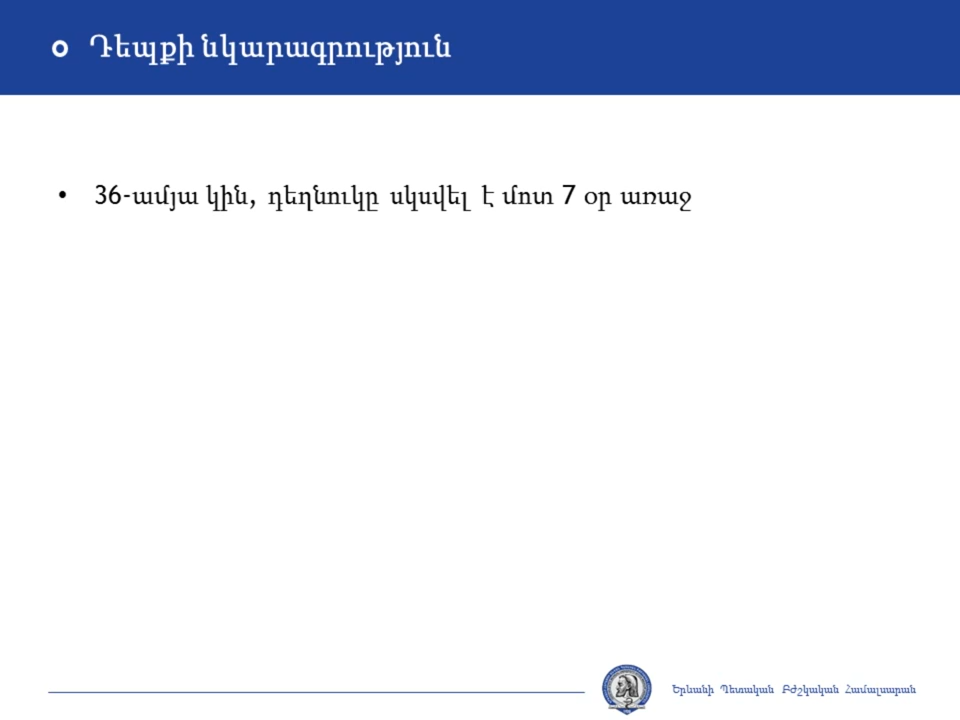 Դեպքի նկարագրություն
• 36-ամյա կին, դեղնուկը սկսվել է մոտ 7 օր առաջ
Երևանի Պետական Բժշկական Համալսարան